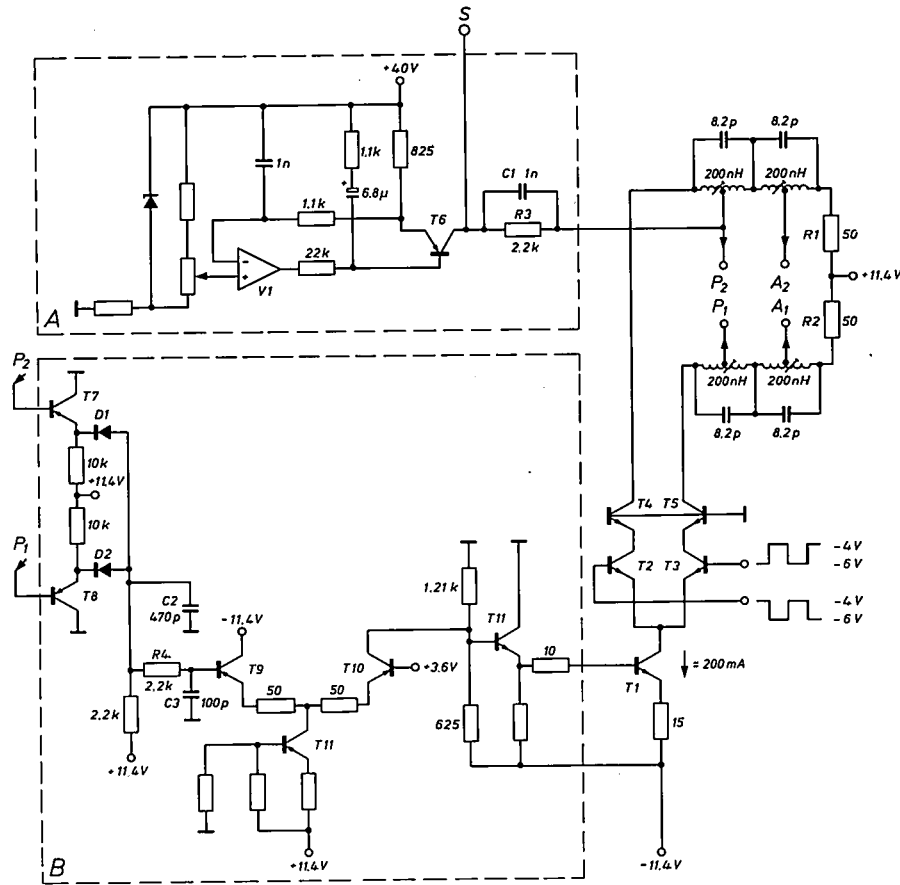 S
+40V
8,2p
8,2p
1n
1,1k
825
C1 1n
200nH
200nH
+
6,8µ
1,1k
T6
R3
2,2k
R1
50
-
+
V1
22k
P2
A2
+11,4V
P1
A1
R2
50
A
200nH
200nH
8,2p
8,2p
P2
T7
D1
10k
+11,4V
10k
P1
D2
T8
C2
470p
T4
T5
-4V
-6V
T2
T3
-4V
-6V
1,21k
T11
-11,4V
R4
2,2k
T9
T10
+3,6V
10
T1
= 200mA
C3
100p
50
50
2,2k
625
15
T11
+11,4V
+11,4V
-11,4V
B